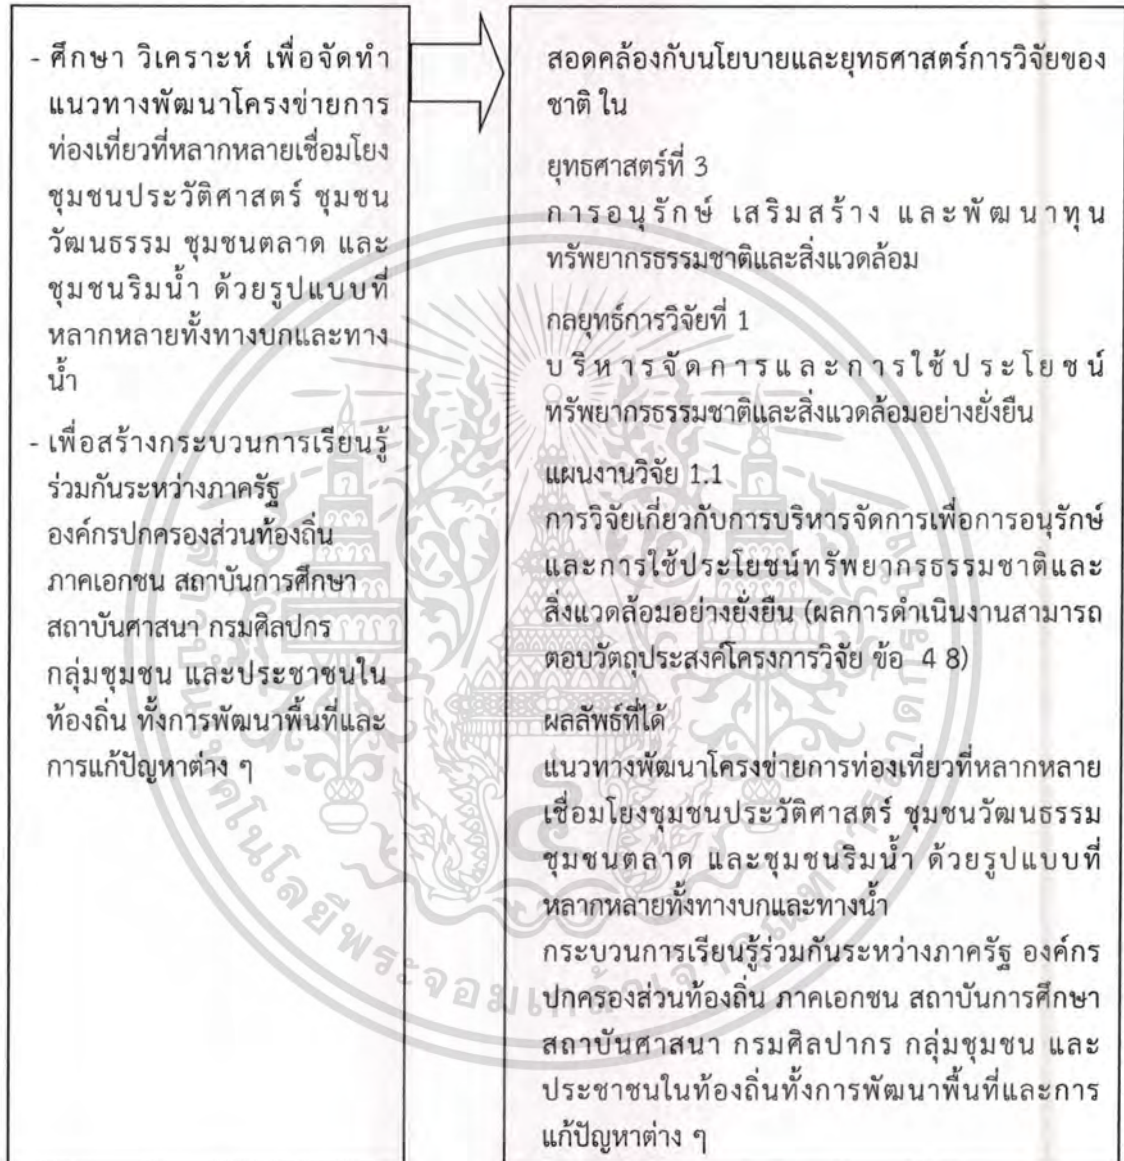 - ศึกษา วิเคราะห์ เพื่อจัดทำ
แนวทางพัฒนาโครงข่ายการ
ท่องเที่ยวที่หลากหลายเชื่อมโยง
ชุมชนประวัติศาสตร์ ชุมชน
วัฒนธรรม ชุมชนตลาด และ
ชุมชนริมน้ำ ด้วยรูปแบบที่
หลากหลายทั้งทางบกและทาง
น้ำ
- เพื่อสร้างกระบวนการเรียนรู้
ร่วมกันระหว่างภาครัฐ
องค์กรปกครองส่วนท้องถิ่น
ภาคเอกชน สถาบันการศึกษา
สถาบันศาสนา กรมศิลปกร
กลุ่มชุมชน และประชาชนใน
ท้องถิ่น ทั้งการพัฒนาพื้นที่และ
การแก้ปัญหาต่าง ๆ
สอดคล้องกับนโยบายและยุทธศาสตร์การวิจัยของ
ชาติ ใน
ยุทธศาสตร์ที่ 3
การอนุรักษ์ เสริมสร้าง และพัฒนาทุน
ทรัพยากรธรรมชาติและสิ่งแวดล้อม
กลยุทธ์การวิจัยที่ 1
บริหารจัดการและการใช้ประโยชน์
ทรัพยากรธรรมชาติและสิ่งแวดล้อมอย่างยั่งยืน
แผนงานวิจัย 1.1
การวิจัยเกี่ยวกับการบริหารจัดการเพื่อการอนุรักษ์
และการใช้ประโยชน์ทรัพยากรธรรมชาติและ
สิ่งแวดล้อมอย่างยั่งยืน (ผลการดำเนินงานสามารถ
ตอบวัตถุประสงค์โครงการวิจัย ข้อ 4 8)
ผลลัพธ์ที่ได้
แนวทางพัฒนาโครงข่ายการท่องเที่ยวที่หลากหลาย
เชื่อมโยงชุมชนประวัติศาสตร์ ชุมชนวัฒนธรรม
ชุมชนตลาด และชุมชนริมน้ำ ด้วยรูปแบบที่
หลากหลายทั้งทางบกและทางน้ำ
กระบวนการเรียนรู้ร่วมกันระหว่างภาครัฐ องค์กร
ปกครองส่วนท้องถิ่น ภาคเอกชน สถาบันการศึกษา
สถาบันศาสนา กรมศิลปากร กลุ่มชุมชน และ
ประชาชนในท้องถิ่นทั้งการพัฒนาพื้นที่และการ
แก้ปัญหาต่าง ๆ